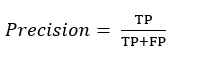 Precision = TP / TP+FP